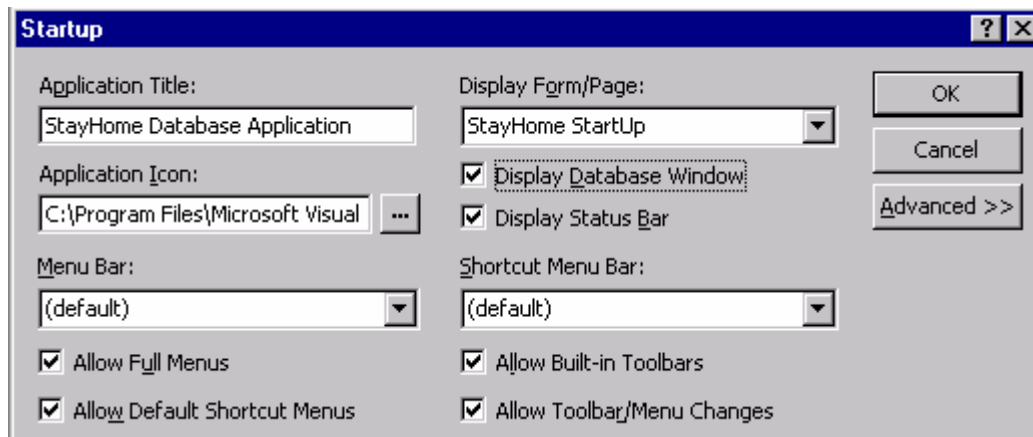 Startup
Application Title:
StayHome Database Application
Application Icon:
C:\Program Files\Microsoft Visual
...
Menu Bar:
(default)
Allow Full Menus
Allow Default Shortcut Menus
Display Form/Page:
StayHome StartUp
Display Database Window
Display Status Bar
Shortcut Menu Bar:
(default)
Allow Built-in Toolbars
Allow Toolbar/Menu Changes
OK
Cancel
Advanced >>